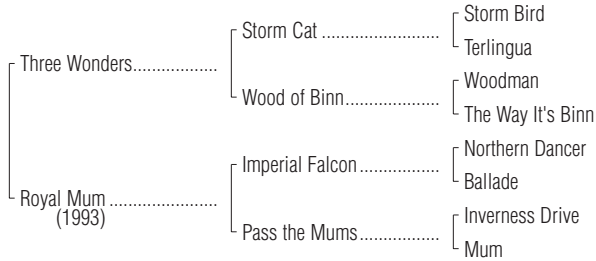 Storm Bird
Storm Cat ........................
Terlingua
Three Wonders.................
Woodman
Wood of Binn...................
The Way It's Binn
Northern Dancer
Imperial Falcon ................
Ballade
Royal Mum ......................
(1993)
Inverness Drive
Pass the Mums................
Mum